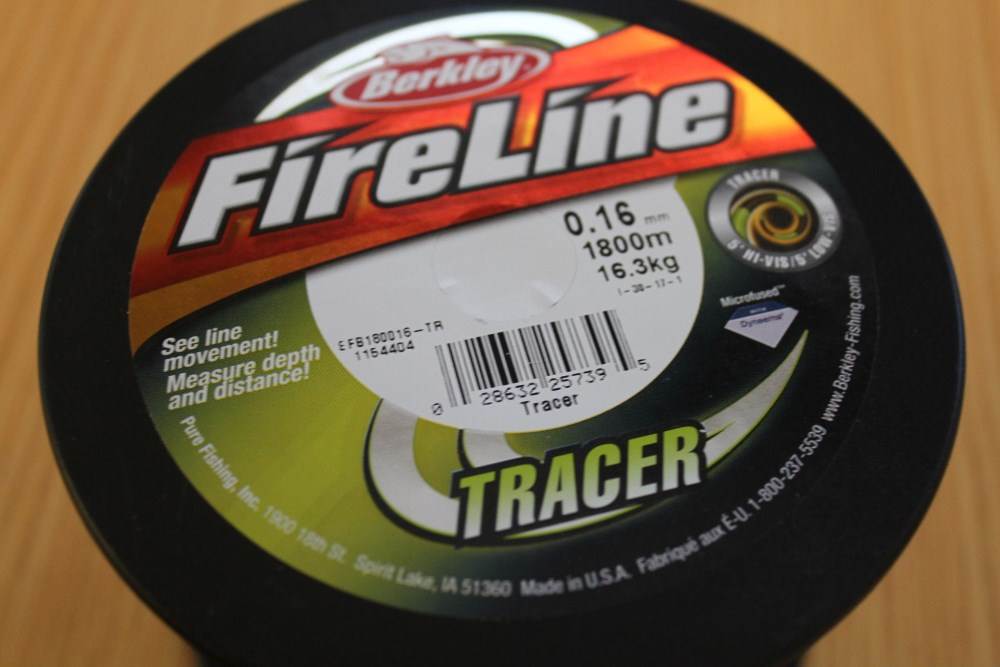 Berkley
FireLine
0.16 mm
1800m
16.3kg
TRACER
5' HI-VIS/5' LOW-VIS
Microfused™
WITH
Dyneema®
See line
movement!
Measure depth
and distance!
EFB180016-TR
1154404
0 28632 25739 5
Tracer
TRACER
Pure Fishing, Inc. 1900 18th St. Spirit Lake, IA 51360 Made in U.S.A. Fabriqué aux É-U. 1-800-237-5539 www.Berkley-Fishing.com